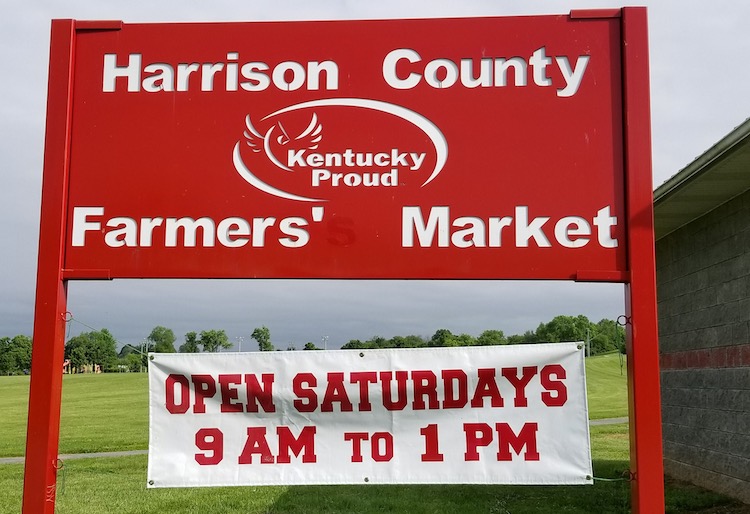 Harrison County
Kentucky
Proud
Farmers' Market
OPEN SATURDAYS
9 AM TO 1 PM